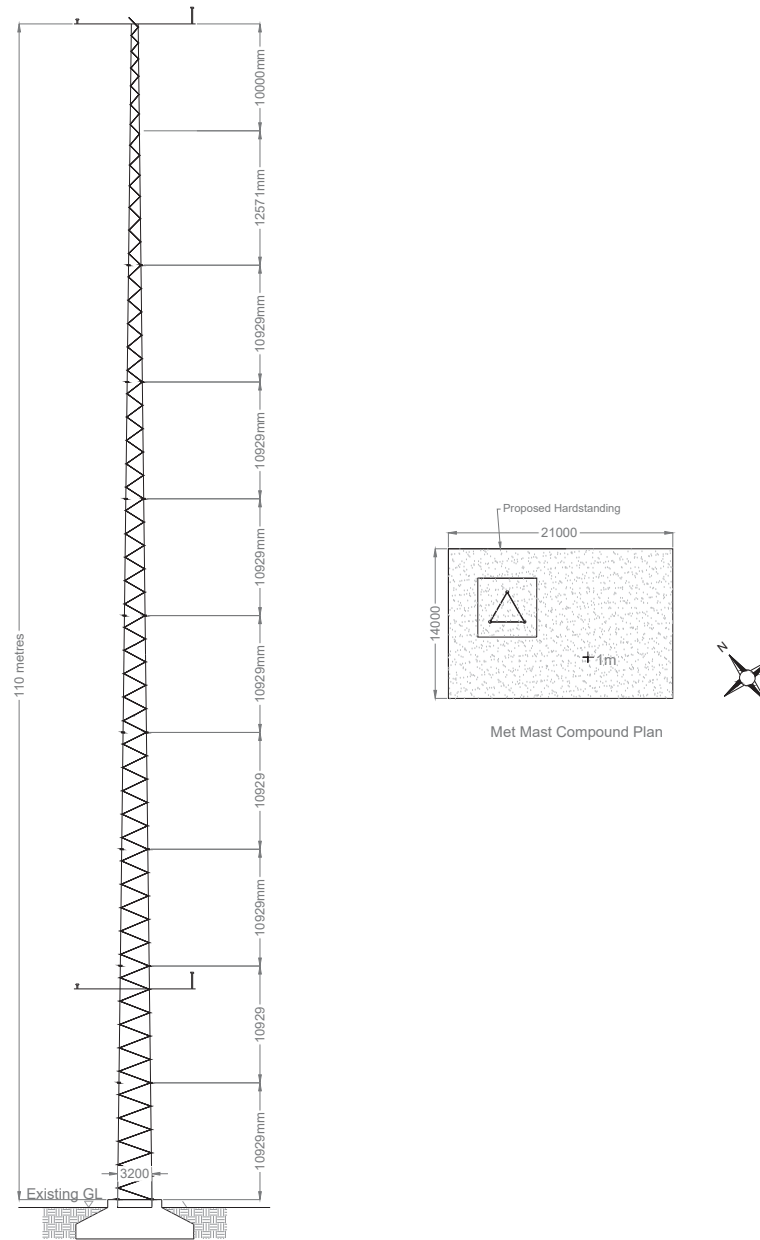 10000mm
12571mm
10929mm
10929mm
10929mm
10929mm
10929
10929mm
10929
10929mm
110 metres
3200
Existing GL
Proposed Hardstanding
21000
14000
1m
Met Mast Compound Plan
N